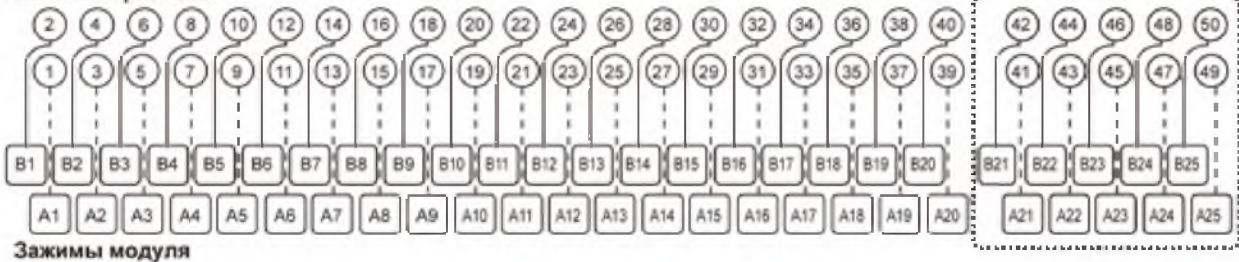 2 4 6 8 10 12 14 16 18 20 22 24 26 28 30 32 34 36 38 40 42 44 46 48 50
1 3 5 7 9 11 13 15 17 19 21 23 25 27 29 31 33 35 37 39 41 43 45 47 49
B1 B2 B3 B4 B5 B6 B7 B8 B9 B10 B11 B12 B13 B14 B15 B16 B17 B18 B19 B20 B21 B22 B23 B24 B25
A1 A2 A3 A4 A5 A6 A7 A8 A9 A10 A11 A12 A13 A14 A15 A16 A17 A18 A19 A20 A21 A22 A23 A24 A25
Зажимы модуля